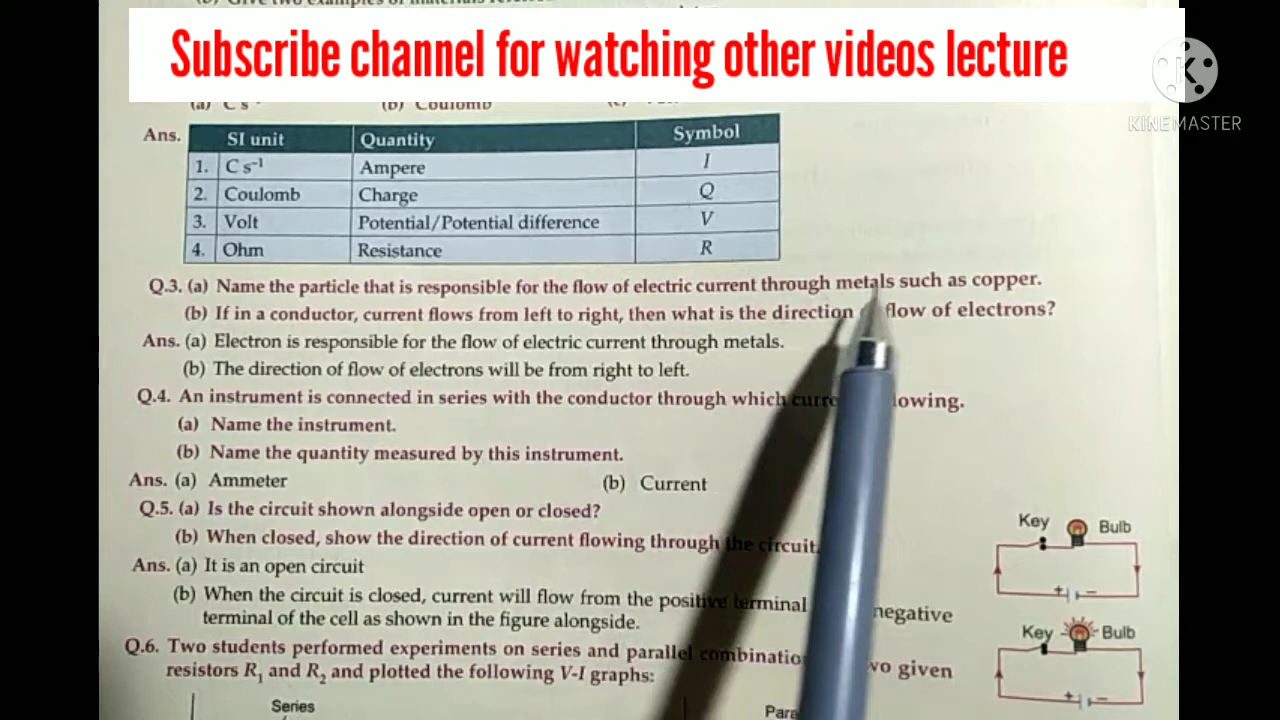 Subscribe channel for watching other videos lecture
K
KINEMASTER
(b) Coulomb
Ans.
SI unit Quantity Symbol
1. C s⁻¹ Ampere I
2. Coulomb Charge Q
3. Volt Potential/Potential difference V
4. Ohm Resistance R
Q.3. (a) Name the particle that is responsible for the flow of electric current through metals such as copper.
(b) If in a conductor, current flows from left to right, then what is the direction flow of electrons?
Ans. (a) Electron is responsible for the flow of electric current through metals.
(b) The direction of flow of electrons will be from right to left.
Q.4. An instrument is connected in series with the conductor through which
(a) Name the instrument.
(b) Name the quantity measured by this instrument.
Ans. (a) Ammeter (b) Current
Q.5. (a) Is the circuit shown alongside open or closed?
(b) When closed, show the direction of current flowing through the circuit.
Ans. (a) It is an open circuit
(b) When the circuit is closed, current will flow from the positive terminal negative
terminal of the cell as shown in the figure alongside.
Key Bulb
+ −
Key Bulb
+ −
Q.6. Two students performed experiments on series and parallel given
resistors R₁ and R₂ and plotted the following V-I graphs:
Series